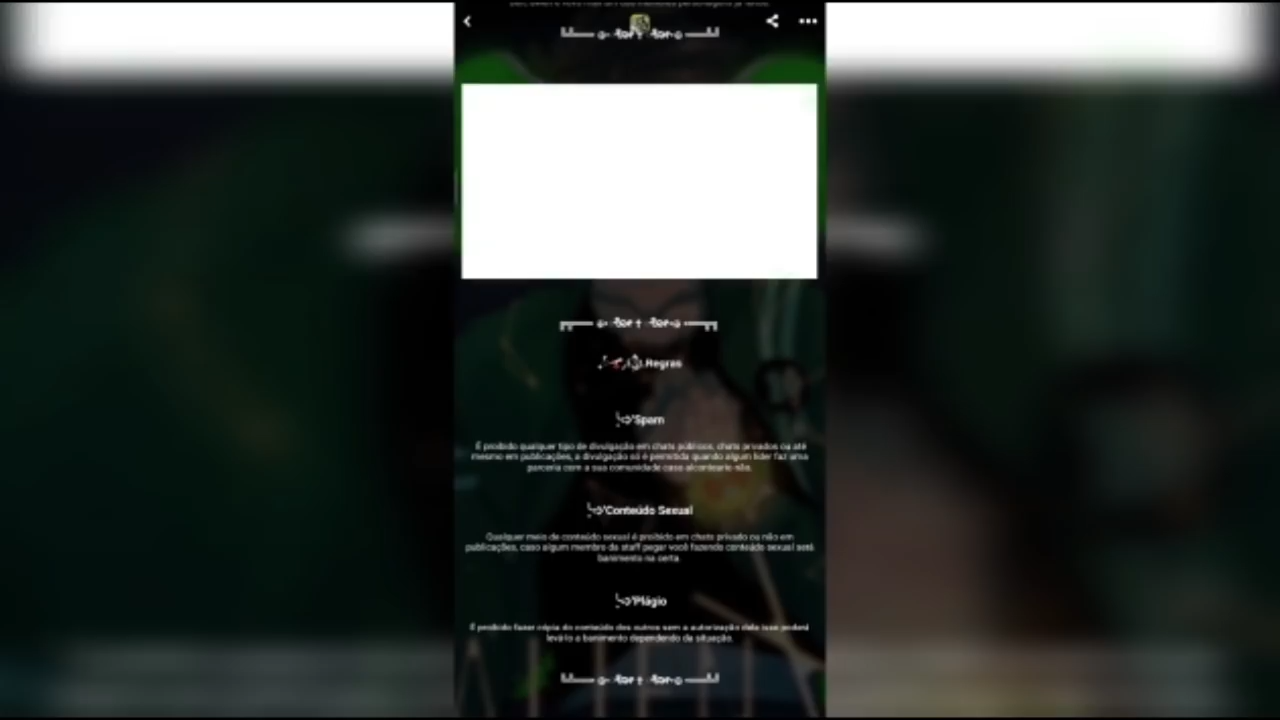 Regras
Spam
É proibido qualquer tipo de divulgação em chats públicos, chats privados ou até
mesmo em publicações, a divulgação só é permitida quando algum líder faz uma
parceria com a sua comunidade caso não.
Conteúdo Sexual
Qualquer meio de conteúdo sexual é proibido em chats privado ou não em
publicações, caso algum membro da staff pegar você fazendo conteúdo sexual será
banimento na certa.
Plágio
É proibido fazer cópia do conteúdo dos outros sem a autorização dele isso poderá
levá-lo a banimento dependendo da situação.